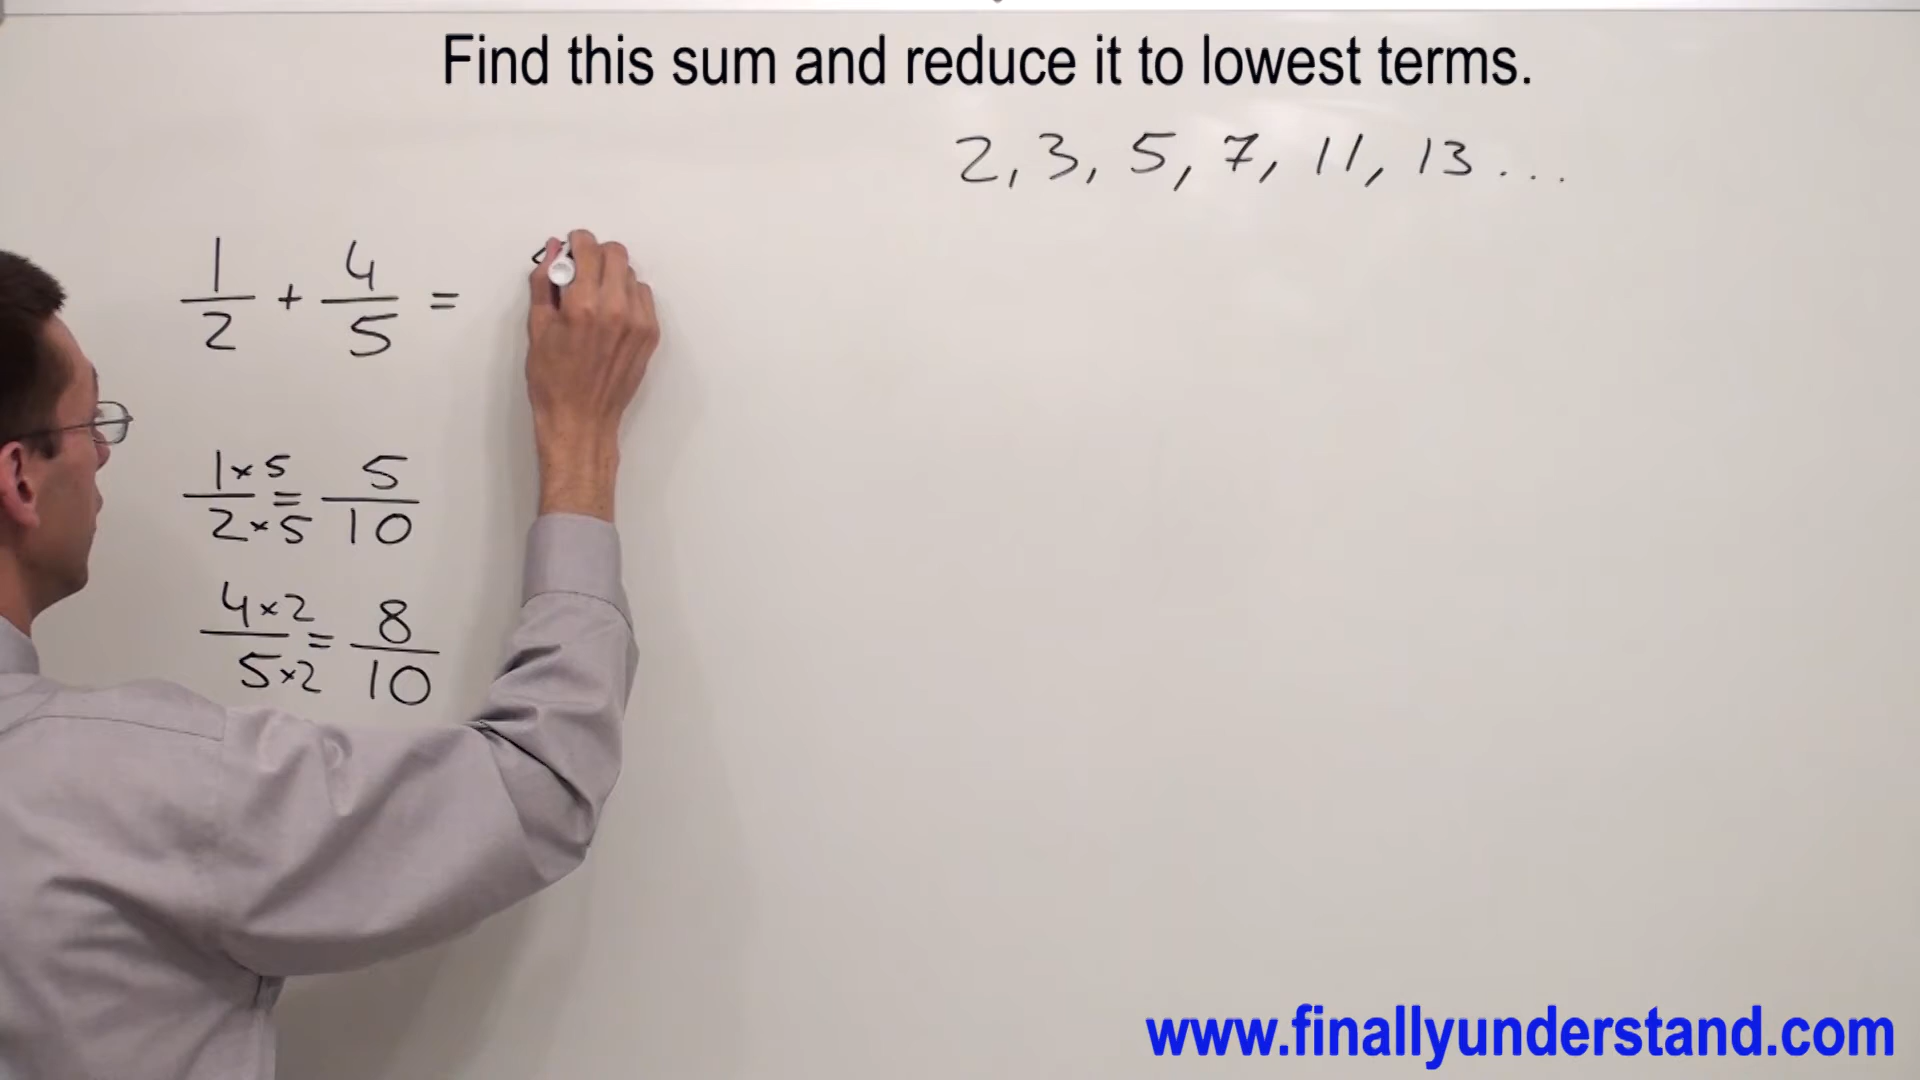 Find this sum and reduce it to lowest terms.
2, 3, 5, 7, 11, 13 ...
1/2 + 4/5 =
1×5/2×5 = 5/10
4×2/5×2 = 8/10
www.finallyunderstand.com